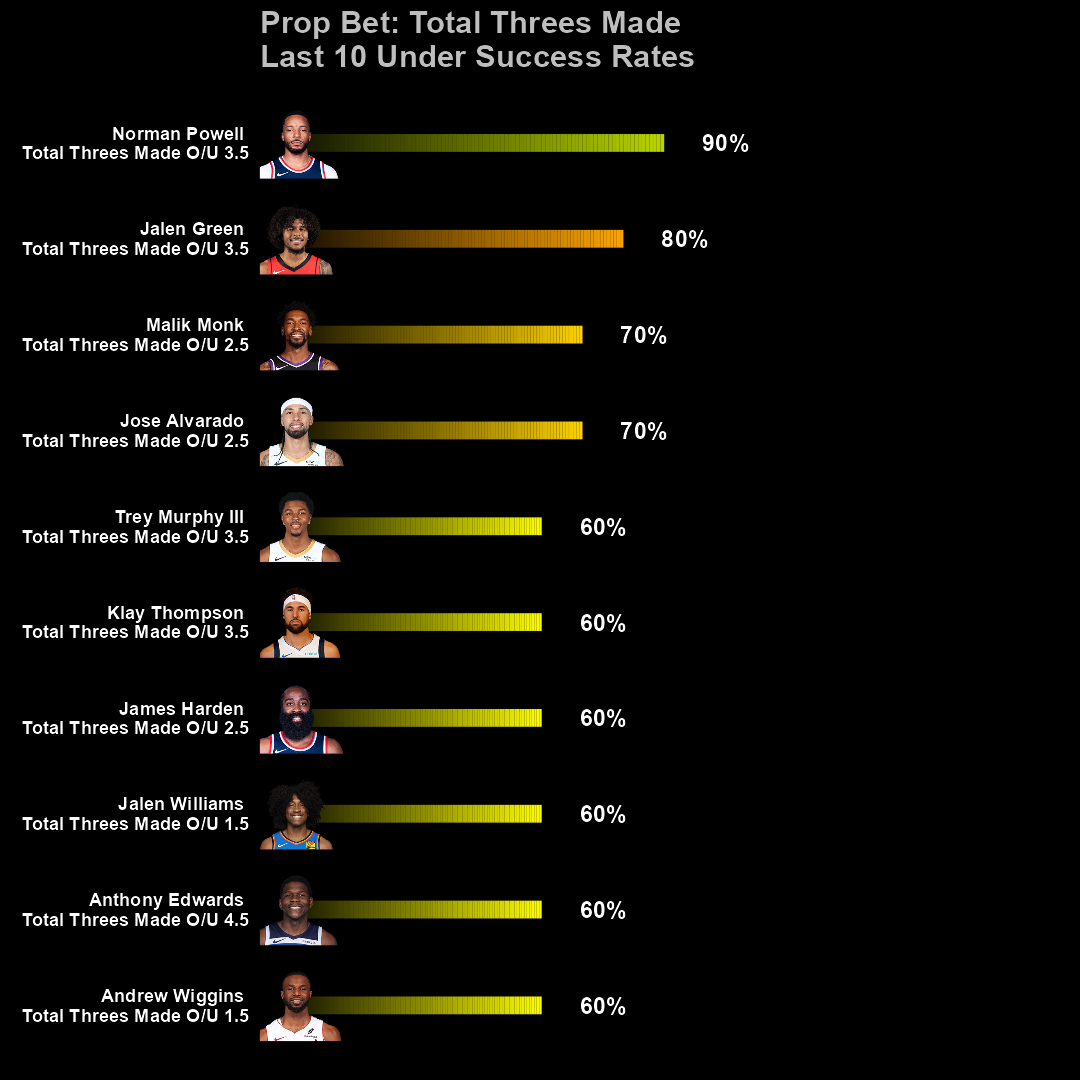 Prop Bet: Total Threes Made
Last 10 Under Success Rates
Norman Powell
Total Threes Made O/U 3.5
90%
Jalen Green
Total Threes Made O/U 3.5
80%
Malik Monk
Total Threes Made O/U 2.5
70%
Jose Alvarado
Total Threes Made O/U 2.5
70%
Trey Murphy III
Total Threes Made O/U 3.5
60%
Klay Thompson
Total Threes Made O/U 3.5
60%
James Harden
Total Threes Made O/U 2.5
60%
Jalen Williams
Total Threes Made O/U 1.5
60%
Anthony Edwards
Total Threes Made O/U 4.5
60%
Andrew Wiggins
Total Threes Made O/U 1.5
60%